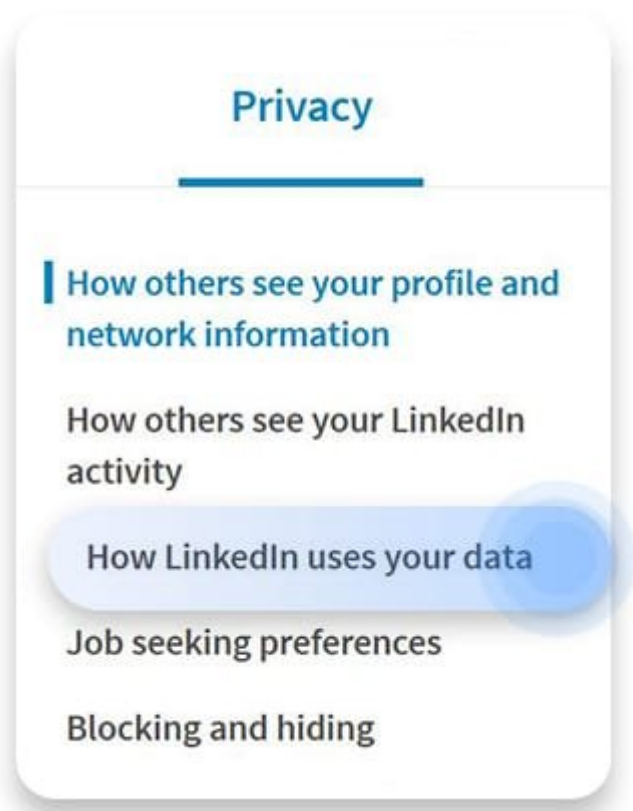 Privacy
How others see your profile and
network information
How others see your LinkedIn
activity
How LinkedIn uses your data
Job seeking preferences
Blocking and hiding